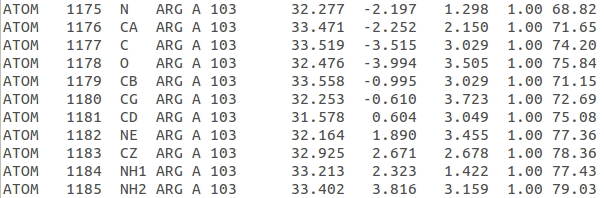 ATOM   1175  N   ARG A 103      32.277  -2.197   1.298  1.00 68.82
ATOM   1176  CA  ARG A 103      33.471  -2.252   2.150  1.00 71.65
ATOM   1177  C   ARG A 103      33.519  -3.515   3.029  1.00 74.20
ATOM   1178  O   ARG A 103      32.476  -3.994   3.505  1.00 75.84
ATOM   1179  CB  ARG A 103      33.558  -0.995   3.029  1.00 71.15
ATOM   1180  CG  ARG A 103      32.253  -0.610   3.723  1.00 72.69
ATOM   1181  CD  ARG A 103      31.578   0.604   3.049  1.00 75.08
ATOM   1182  NE  ARG A 103      32.164   1.890   3.455  1.00 77.36
ATOM   1183  CZ  ARG A 103      32.925   2.671   2.678  1.00 78.36
ATOM   1184  NH1 ARG A 103      33.213   2.323   1.422  1.00 77.43
ATOM   1185  NH2 ARG A 103      33.402   3.816   3.159  1.00 79.03